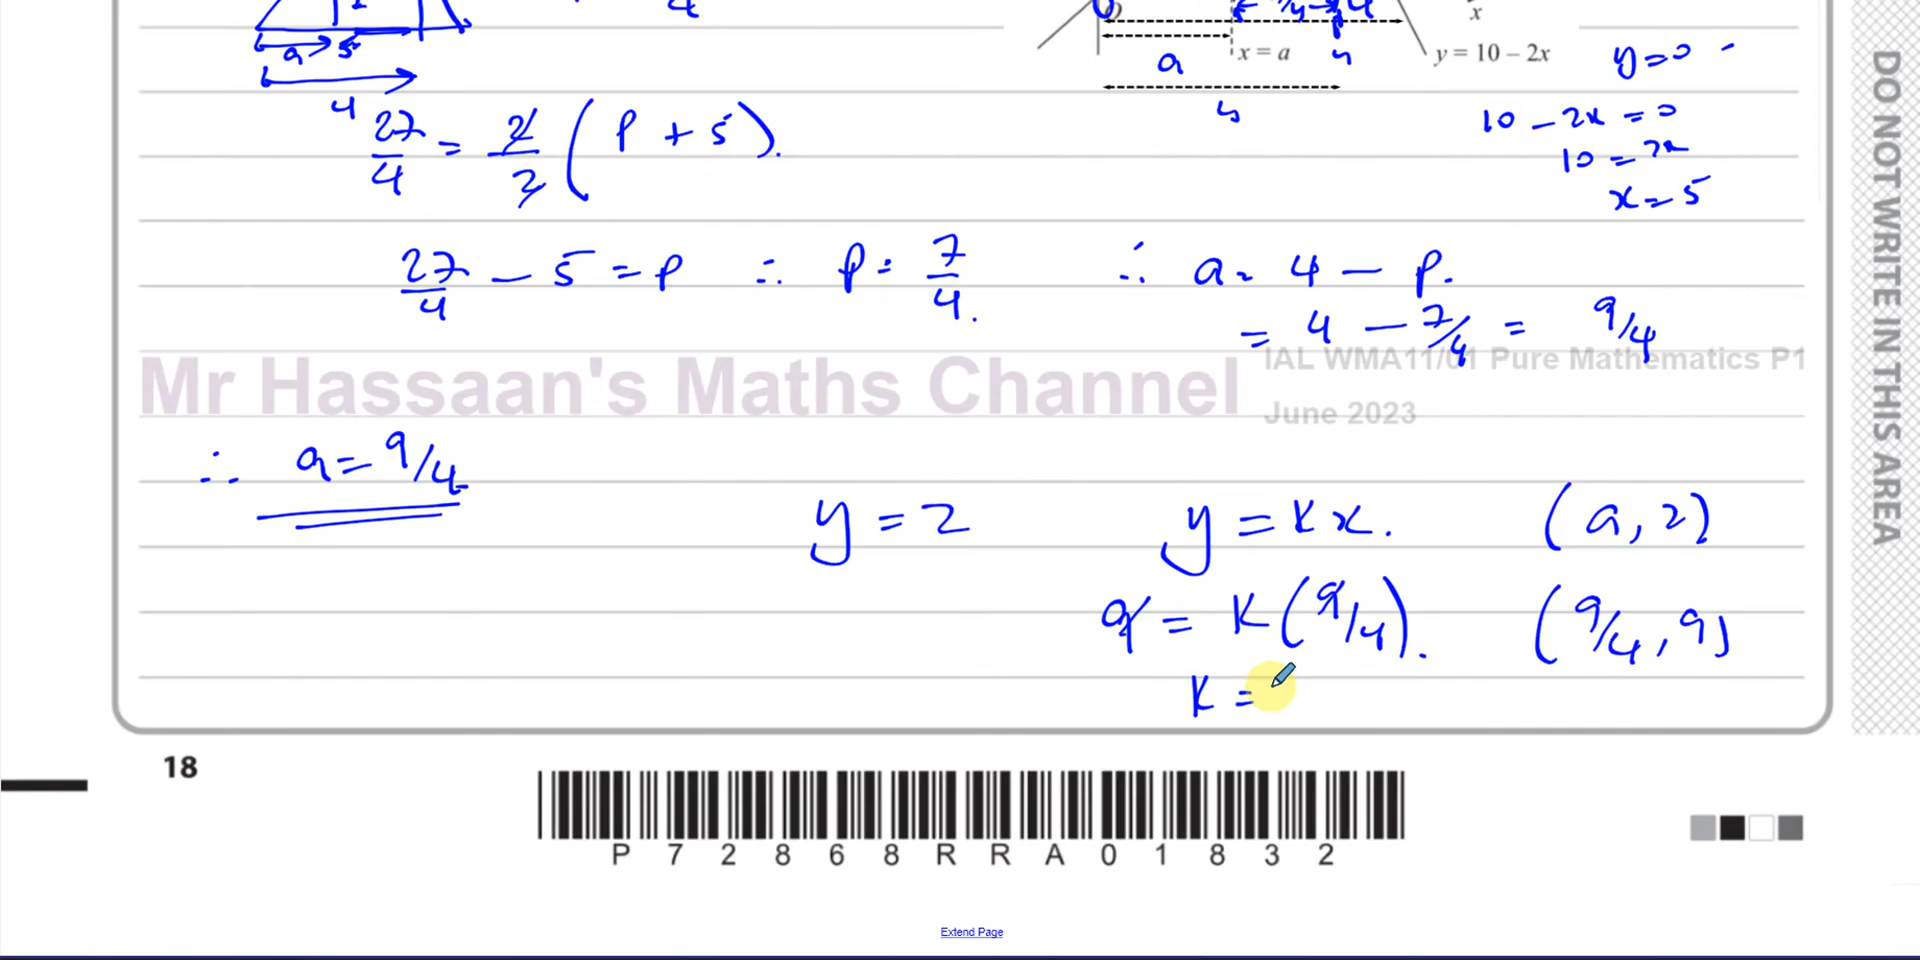 a 5
4
a
x = a
4
y = 10 – 2x
x
y = 0
4
10 – 2x = 0
10 = 2x
x = 5
27/4 = 2/2 ( P + 5 ).
27/4 – 5 = P ∴ P = 7/4. ∴ a = 4 – P.
= 4 – 7/4 = 9/4
Mr Hassaan's Maths Channel
IAL WMA11/01 Pure Mathematics P1
June 2023
∴ a = 9/4
y = 2 y = kx. (a, 2)
9 = k(9/4). (9/4, 9)
k =
18
P 7 2 8 6 8 R R A 0 1 8 3 2
Extend Page
DO NOT WRITE IN THIS AREA